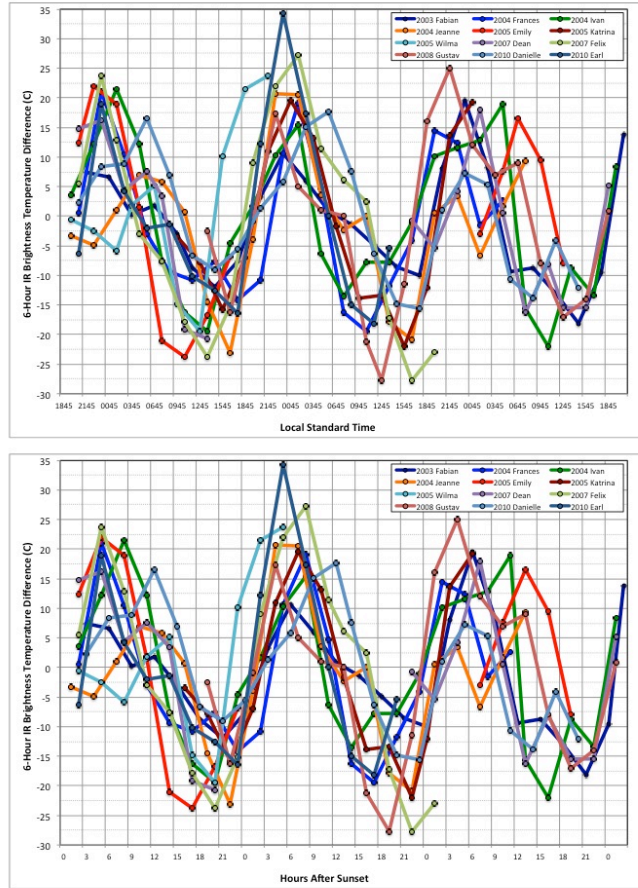 35
30
25
20
15
10
5
0
-5
-10
-15
-20
-25
-30
6-Hour IR Brightness Temperature Difference (C)
2003 Fabian 2004 Frances 2004 Ivan
2004 Jeanne 2005 Emily 2005 Katrina
2005 Wilma 2007 Dean 2007 Felix
2008 Gustav 2010 Danielle 2010 Earl
1845 2145 0045 0345 0645 0945 1245 1545 1845 2145 0045 0345 0645 0945 1245 1545 1845 2145 0045 0345 0645 0945 1245 1545 1845
Local Standard Time
35
30
25
20
15
10
5
0
-5
-10
-15
-20
-25
-30
6-Hour IR Brightness Temperature Difference (C)
2003 Fabian 2004 Frances 2004 Ivan
2004 Jeanne 2005 Emily 2005 Katrina
2005 Wilma 2007 Dean 2007 Felix
2008 Gustav 2010 Danielle 2010 Earl
0 3 6 9 12 15 18 21 0 3 6 9 12 15 18 21 0 3 6 9 12 15 18 21 0
Hours After Sunset